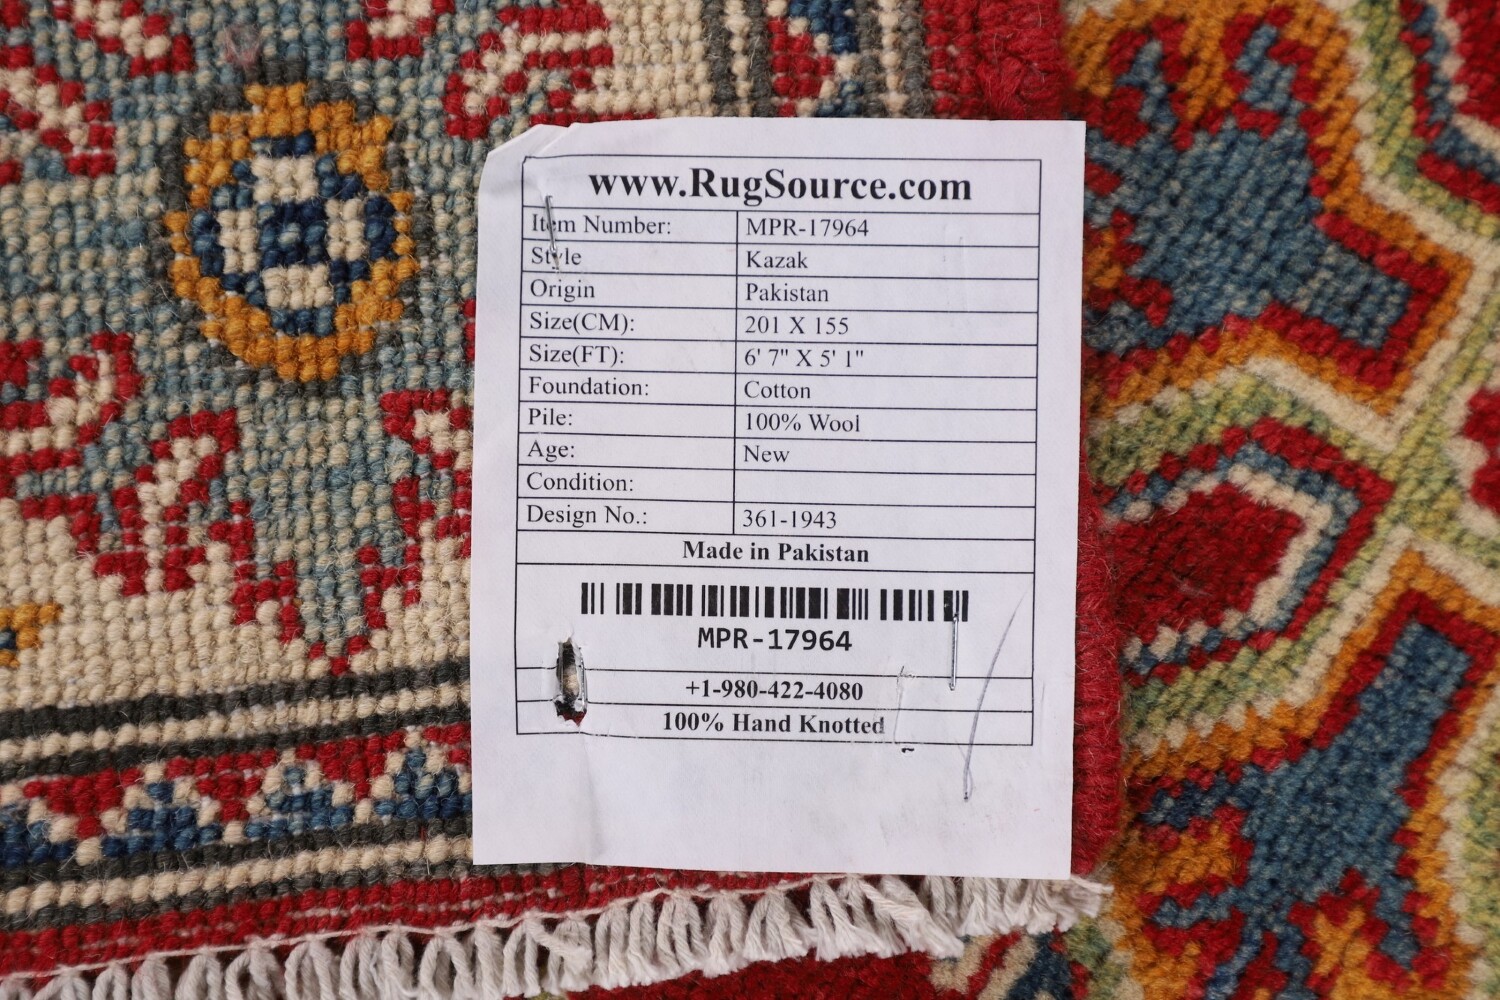 www.RugSource.com
Item Number: MPR-17964
Style Kazak
Origin Pakistan
Size(CM): 201 X 155
Size(FT): 6' 7" X 5' 1"
Foundation: Cotton
Pile: 100% Wool
Age: New
Condition:
Design No.: 361-1943
Made in Pakistan
MPR-17964
+1-980-422-4080
100% Hand Knotted